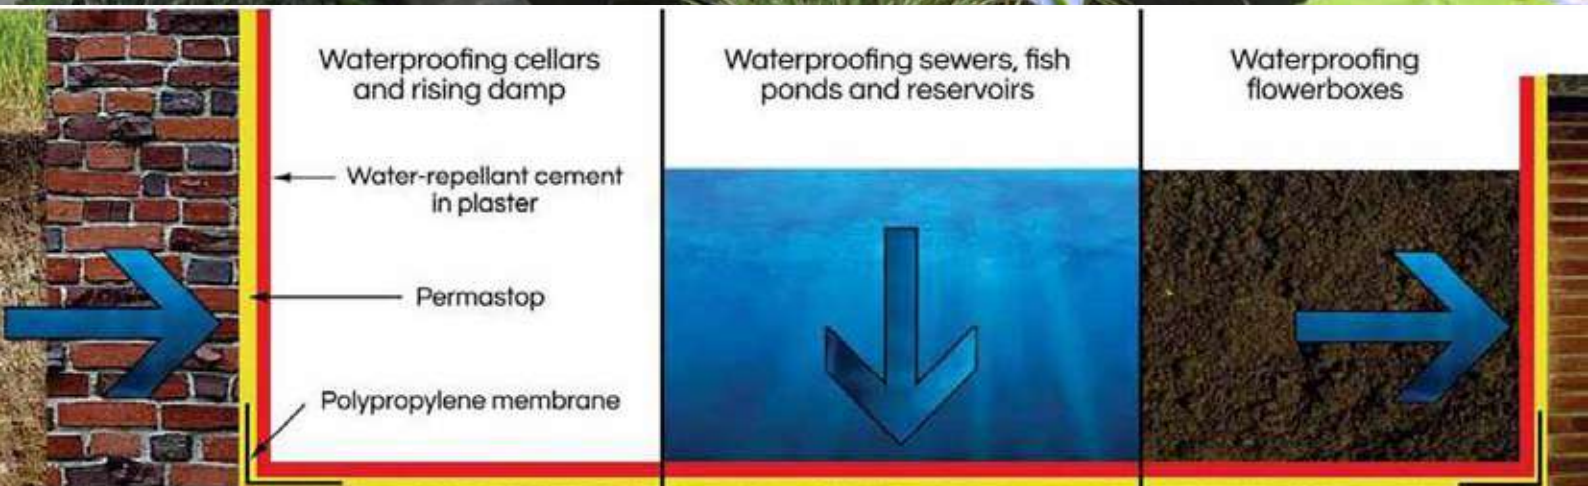 Waterproofing cellars
and rising damp
Water-repellant cement
in plaster
Permastop
Polypropylene membrane
Waterproofing sewers, fish
ponds and reservoirs
Waterproofing
flowerboxes